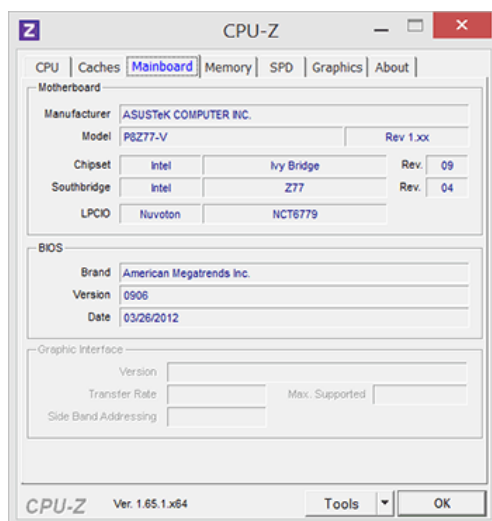 Z CPU-Z
CPU Caches Mainboard Memory SPD Graphics About
Motherboard
Manufacturer ASUSTeK COMPUTER INC.
Model P8Z77-V Rev 1.xx
Chipset Intel Ivy Bridge Rev. 09
Southbridge Intel Z77 Rev. 04
LPCIO Nuvoton NCT6779
BIOS
Brand American Megatrends Inc.
Version 0906
Date 03/26/2012
Graphic Interface
Version
Transfer Rate Max. Supported
Side Band Addressing
CPU-Z Ver. 1.65.1.x64 Tools OK